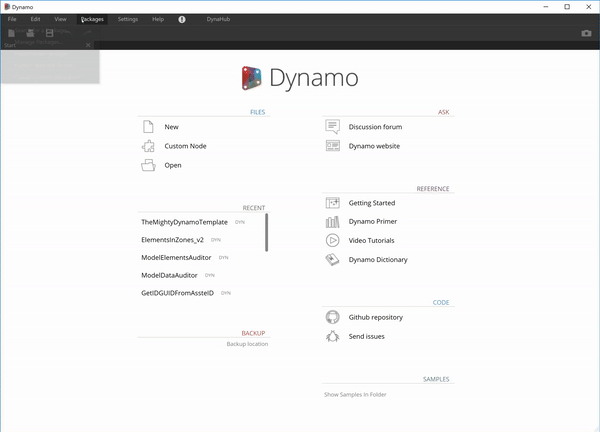 Dynamo
File Edit View Packages Settings Help DynaHub
Start
Dynamo
FILES
New
Custom Node
Open
RECENT
TheMightyDynamoTemplate DYN
ElementsInZones_v2 DYN
ModelElementsAuditor DYN
ModelDataAuditor DYN
GetIDGUIDFromAssteID DYN
BACKUP
Backup location
ASK
Discussion forum
Dynamo website
REFERENCE
Getting Started
Dynamo Primer
Video Tutorials
Dynamo Dictionary
CODE
Github repository
Send issues
SAMPLES
Show Samples In Folder